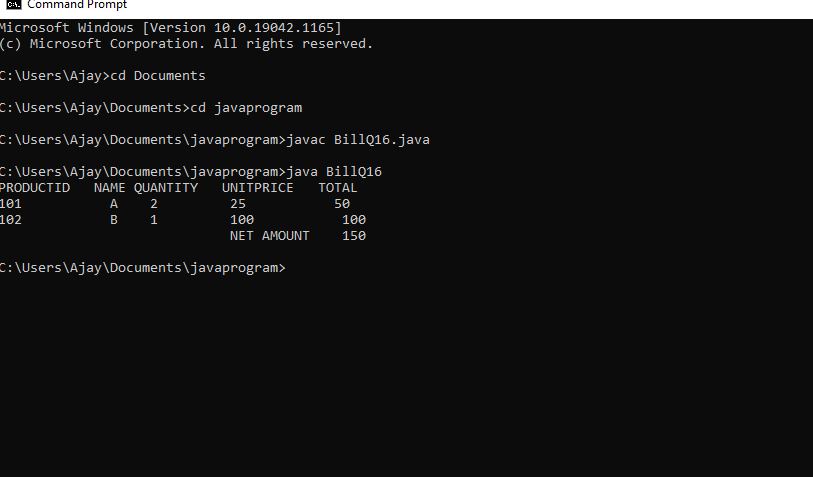 Command Prompt
Microsoft Windows [Version 10.0.19042.1165]
(c) Microsoft Corporation. All rights reserved.
C:\Users\Ajay>cd Documents
C:\Users\Ajay\Documents>cd javaprogram
C:\Users\Ajay\Documents\javaprogram>javac BillQ16.java
C:\Users\Ajay\Documents\javaprogram>java BillQ16
PRODUCTID   NAME QUANTITY   UNITPRICE   TOTAL
101           A    2         25           50
102           B    1         100           100
                             NET AMOUNT    150
C:\Users\Ajay\Documents\javaprogram>